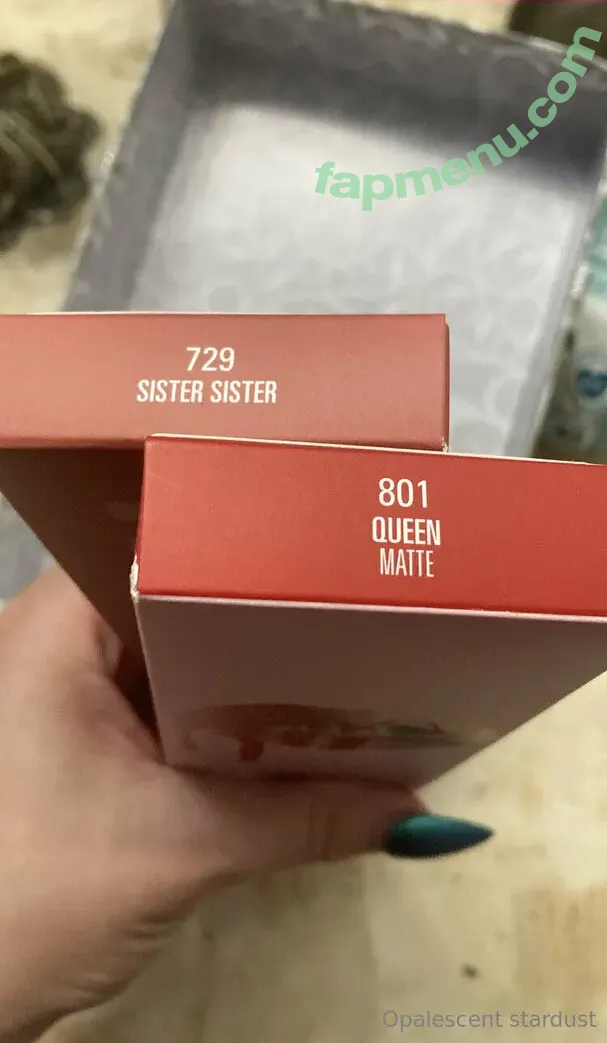 fapmenu.com
729
SISTER SISTER
801
QUEEN
MATTE
Opalescent stardust